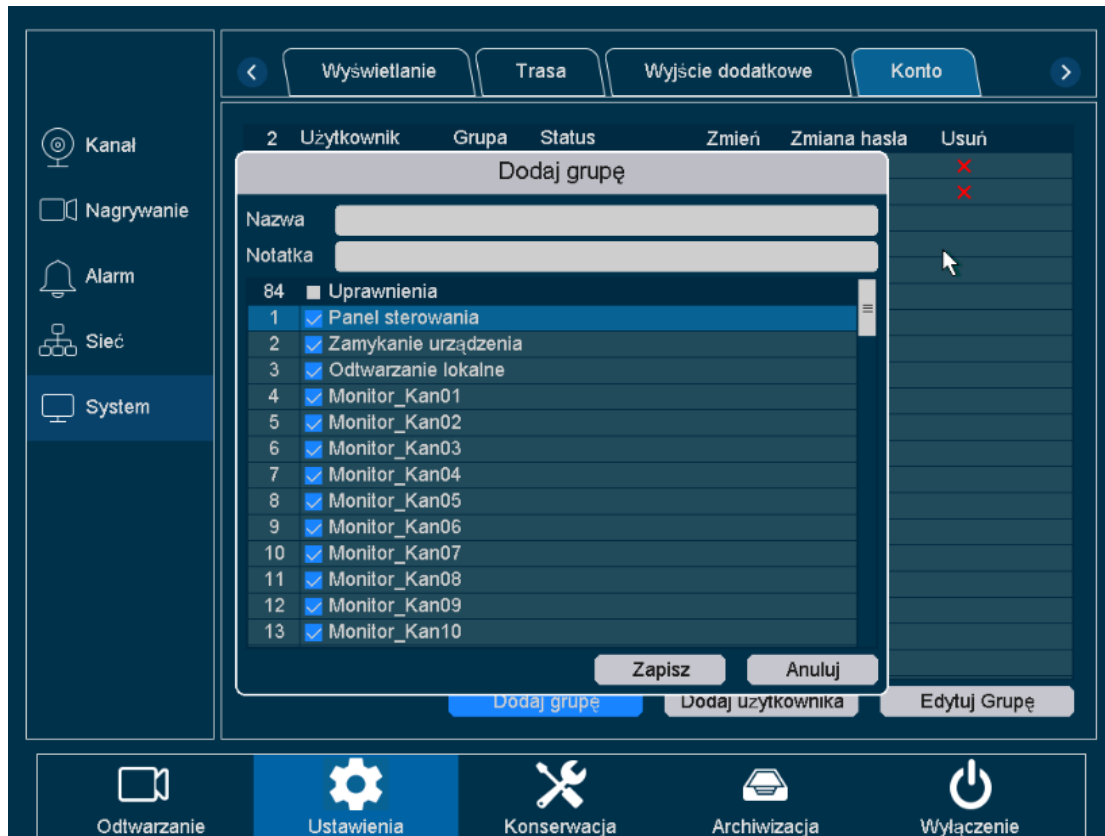 Wyświetlanie Trasa Wyjście dodatkowe Konto
Kanał
Nagrywanie
Alarm
Sieć
System
2 Użytkownik Grupa Status Zmień Zmiana hasła Usuń
Dodaj grupę
Nazwa
Notatka
84 Uprawnienia
1 Panel sterowania
2 Zamykanie urządzenia
3 Odtwarzanie lokalne
4 Monitor_Kan01
5 Monitor_Kan02
6 Monitor_Kan03
7 Monitor_Kan04
8 Monitor_Kan05
9 Monitor_Kan06
10 Monitor_Kan07
11 Monitor_Kan08
12 Monitor_Kan09
13 Monitor_Kan10
Zapisz Anuluj
Dodaj grupę Dodaj użytkownika Edytuj Grupę
Odtwarzanie Ustawienia Konserwacja Archiwizacja Wyłączenie